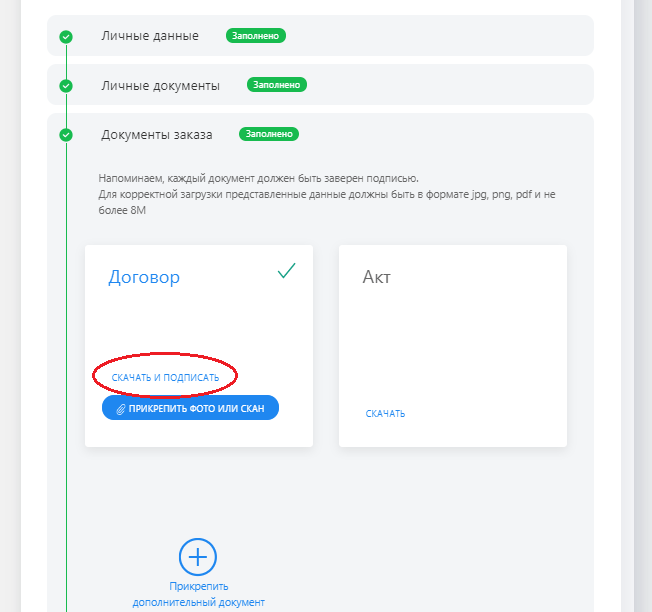 Личные данные Заполнено
Личные документы Заполнено
Документы заказа Заполнено
Напоминаем, каждый документ должен быть заверен подписью.
Для корректной загрузки представленные данные должны быть в формате jpg, png, pdf и не
более 8M
Договор
СКАЧАТЬ И ПОДПИСАТЬ
ПРИКРЕПИТЬ ФОТО ИЛИ СКАН
Акт
СКАЧАТЬ
Прикрепить
дополнительный документ